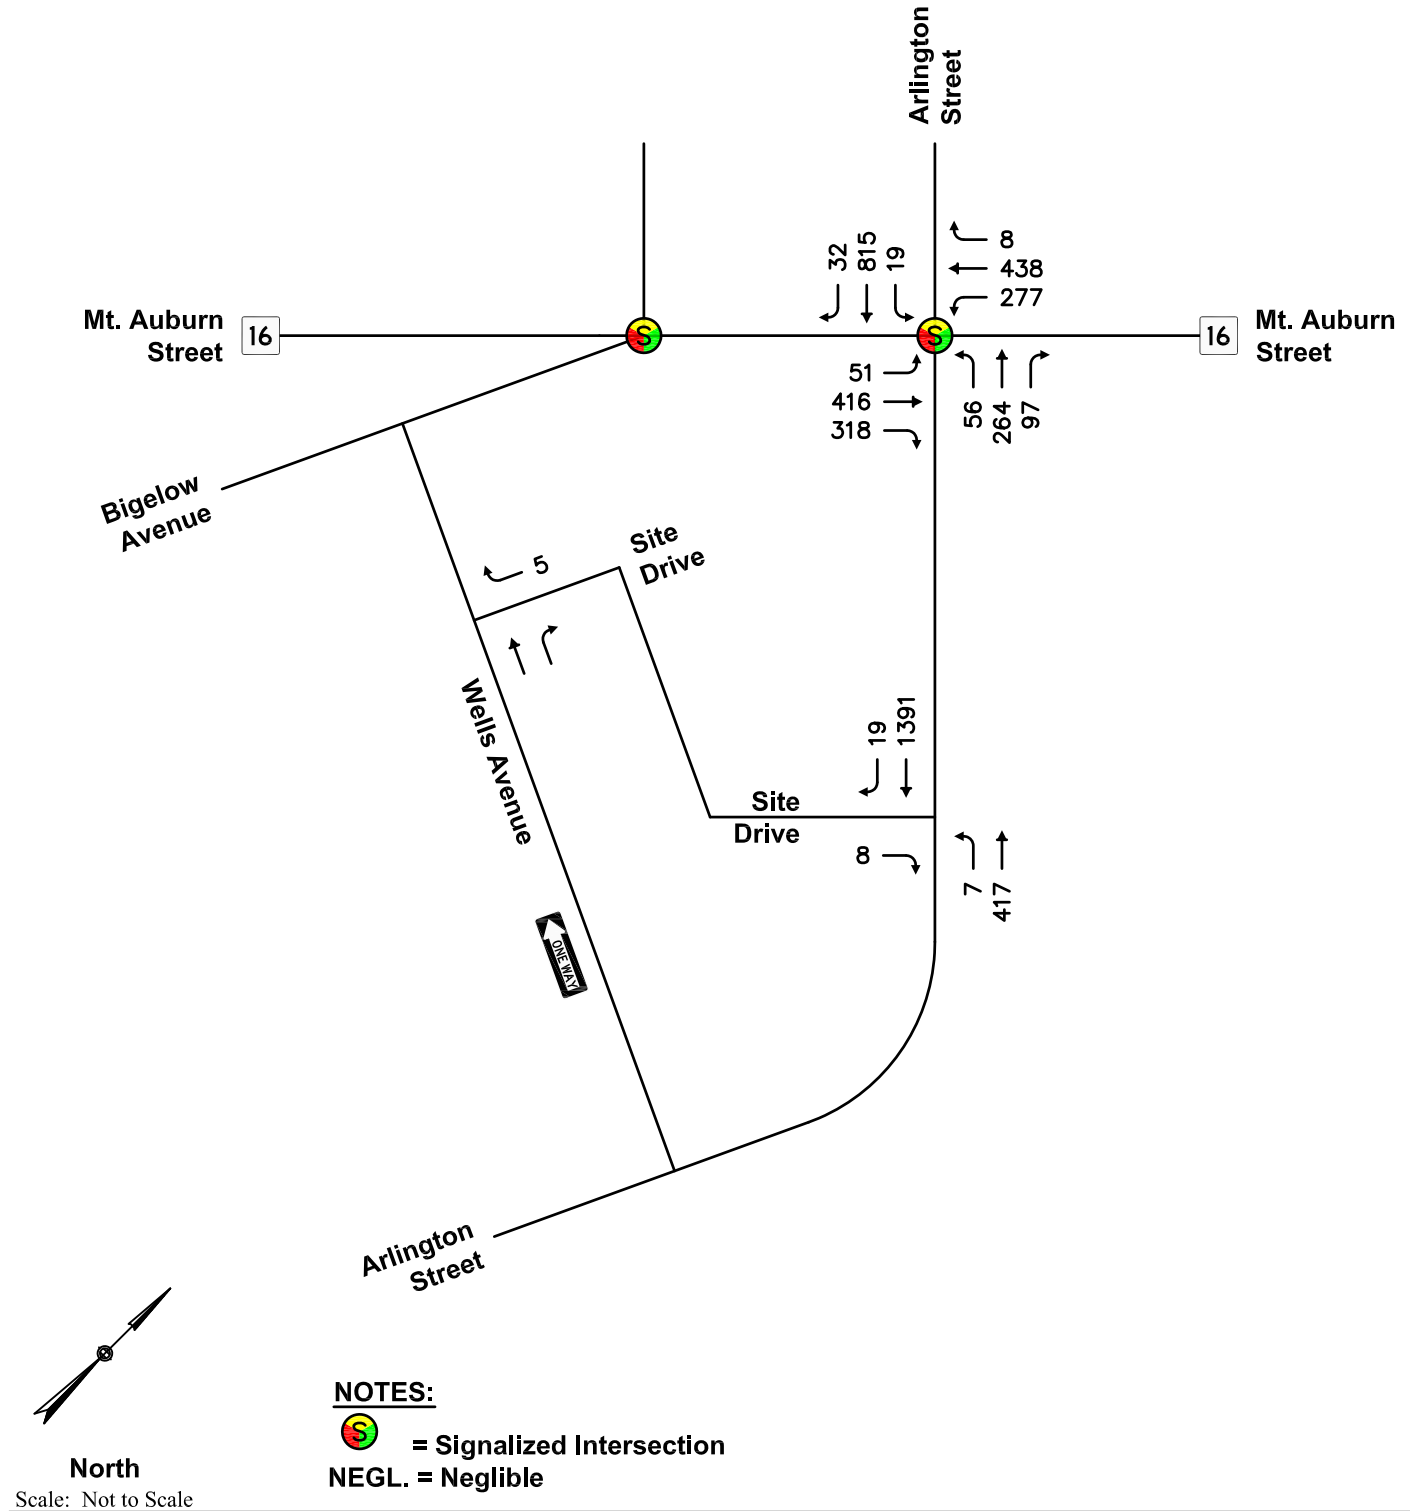 Arlington
Street
32
815
19
8
438
277
Mt. Auburn
Street
16
S
S
16
Mt. Auburn
Street
51
416
318
56
264
97
Bigelow
Avenue
5
Site
Drive
Wells Avenue
19
1391
Site
Drive
8
7
417
ONE WAY
Arlington
Street
NOTES:
S = Signalized Intersection
NEGL. = Neglible
North
Scale: Not to Scale